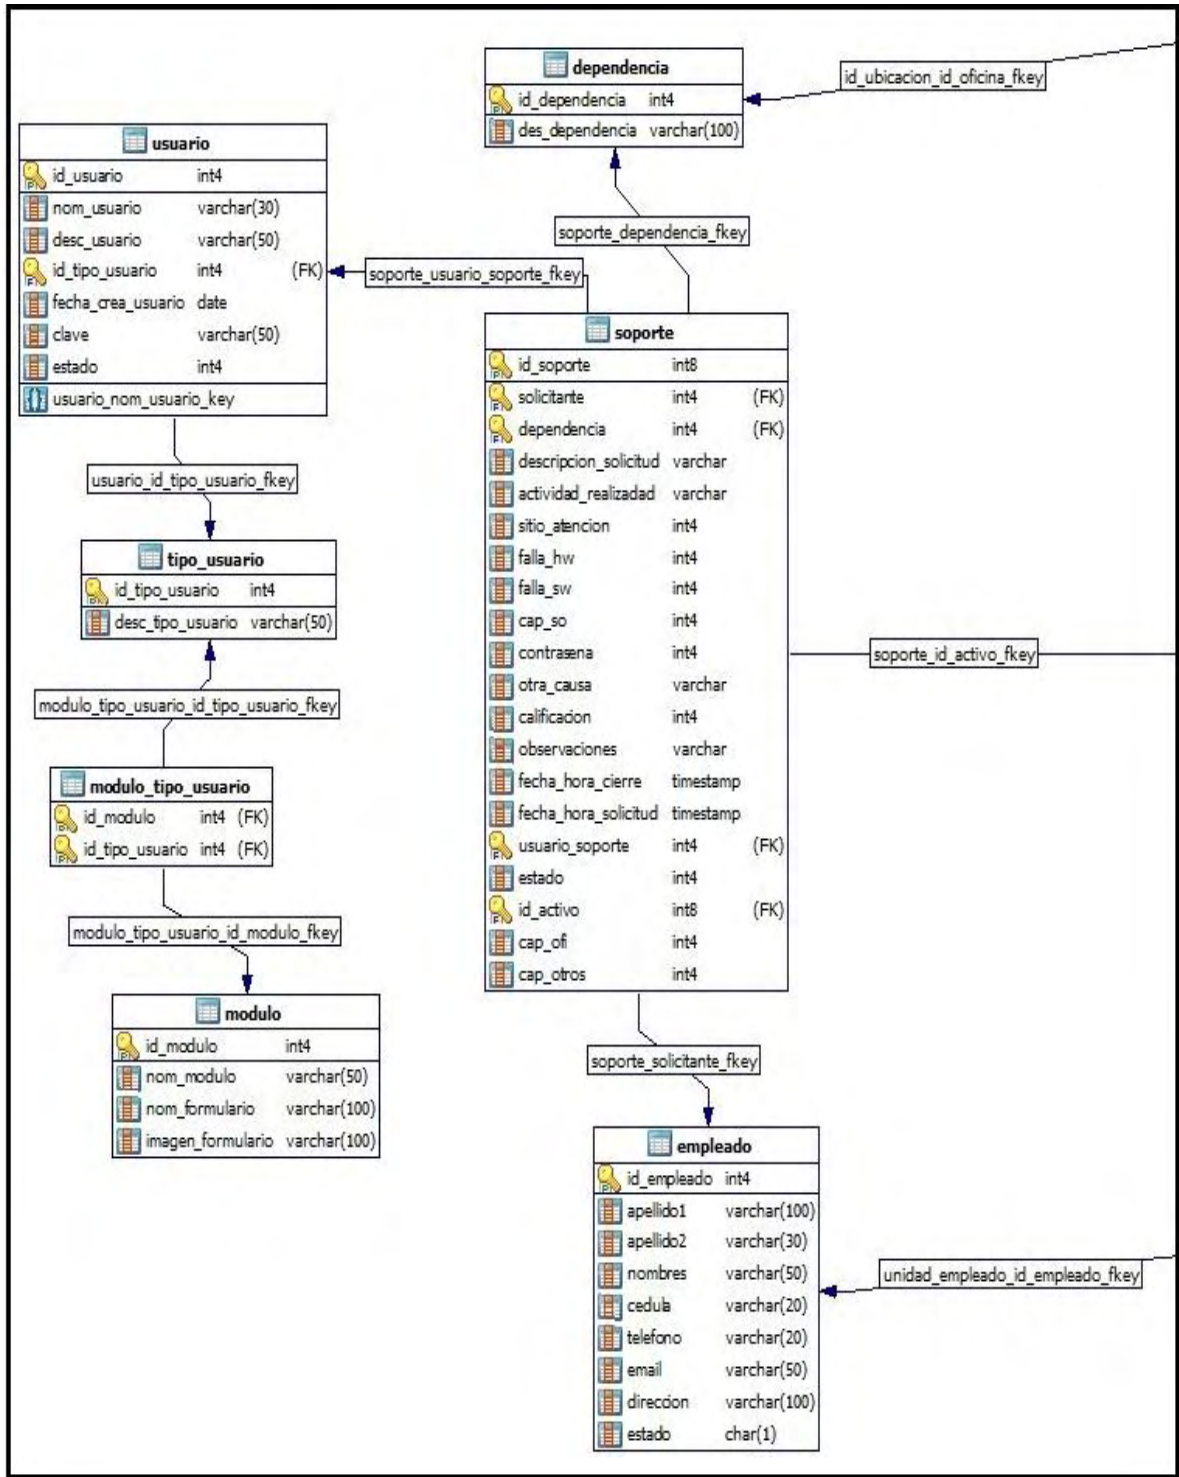 dependencia
id_dependencia int4
des_dependencia varchar(100)
id_ubicacion_id_oficina_fkey
usuario
id_usuario int4
nom_usuario varchar(30)
desc_usuario varchar(50)
id_tipo_usuario int4 (FK)
fecha_crea_usuario date
clave varchar(50)
estado int4
usuario_nom_usuario_key
soporte_dependencia_fkey
soporte_usuario_soporte_fkey
usuario_id_tipo_usuario_fkey
tipo_usuario
id_tipo_usuario int4
desc_tipo_usuario varchar(50)
modulo_tipo_usuario_id_tipo_usuario_fkey
modulo_tipo_usuario
id_modulo int4 (FK)
id_tipo_usuario int4 (FK)
modulo_tipo_usuario_id_modulo_fkey
modulo
id_modulo int4
nom_modulo varchar(50)
nom_formulario varchar(100)
imagen_formulario varchar(100)
soporte
id_soporte int8
solicitante int4 (FK)
dependencia int4 (FK)
descripcion_solicitud varchar
actividad_realizadad varchar
sitio_atencion int4
falla_hw int4
falla_sw int4
cap_so int4
contrasena int4
otra_causa varchar
calificacion int4
observaciones varchar
fecha_hora_cierre timestamp
fecha_hora_solicitud timestamp
usuario_soporte int4 (FK)
estado int4
id_activo int8 (FK)
cap_ofi int4
cap_otros int4
soporte_id_activo_fkey
soporte_solicitante_fkey
empleado
id_empleado int4
apellido1 varchar(100)
apellido2 varchar(30)
nombres varchar(50)
cedula varchar(20)
telefono varchar(20)
email varchar(50)
direccion varchar(100)
estado char(1)
unidad_empleado_id_empleado_fkey